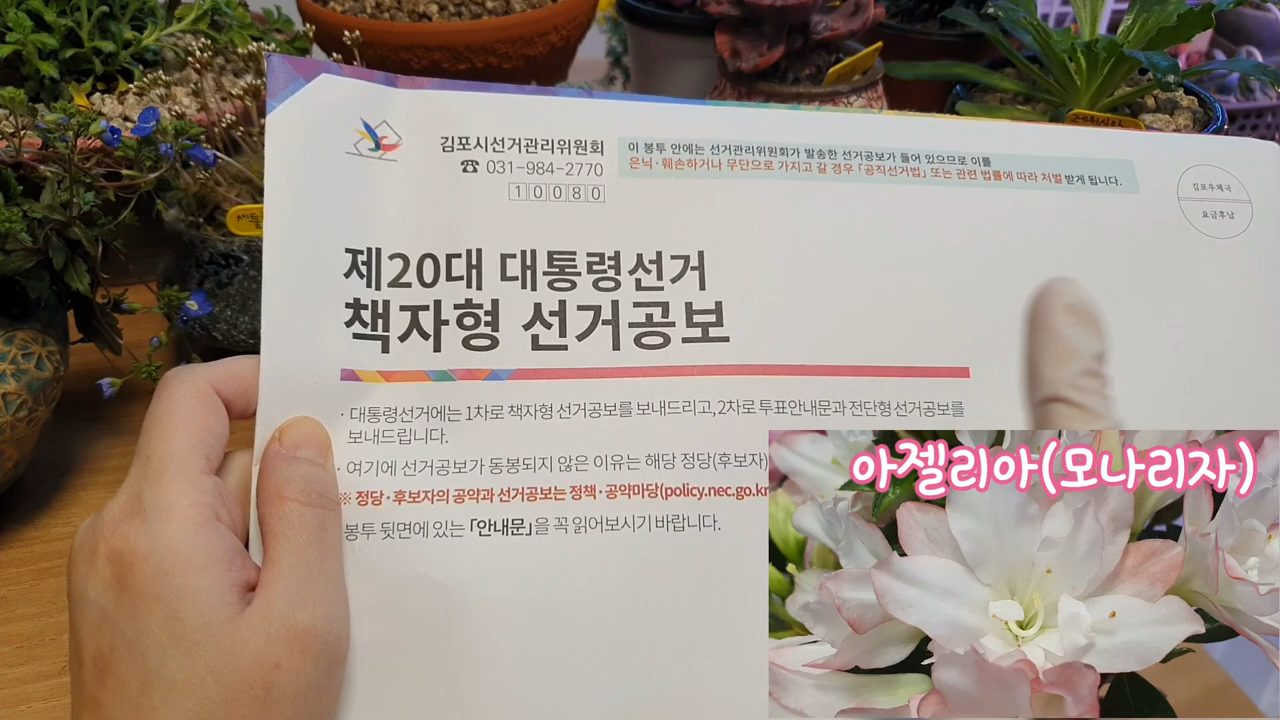 김포시선거관리위원회
☎ 031-984-2770
10080
이 봉투 안에는 선거관리위원회가 발송한 선거공보가 들어 있으므로 이를
은닉·훼손하거나 무단으로 가지고 갈 경우 「공직선거법」 또는 관련 법률에 따라 처벌 받게 됩니다.
김포우체국
요금후납
제20대 대통령선거
책자형 선거공보
· 대통령선거에는 1차로 책자형 선거공보를 보내드리고, 2차로 투표안내문과 전단형 선거공보를
보내드립니다.
· 여기에 선거공보가 동봉되지 않은 이유는 해당 정당(후보자)
※ 정당·후보자의 공약과 선거공보는 정책·공약마당(policy.nec.go.kr
봉투 뒷면에 있는 「안내문」을 꼭 읽어보시기 바랍니다.
아젤리아(모나리자)